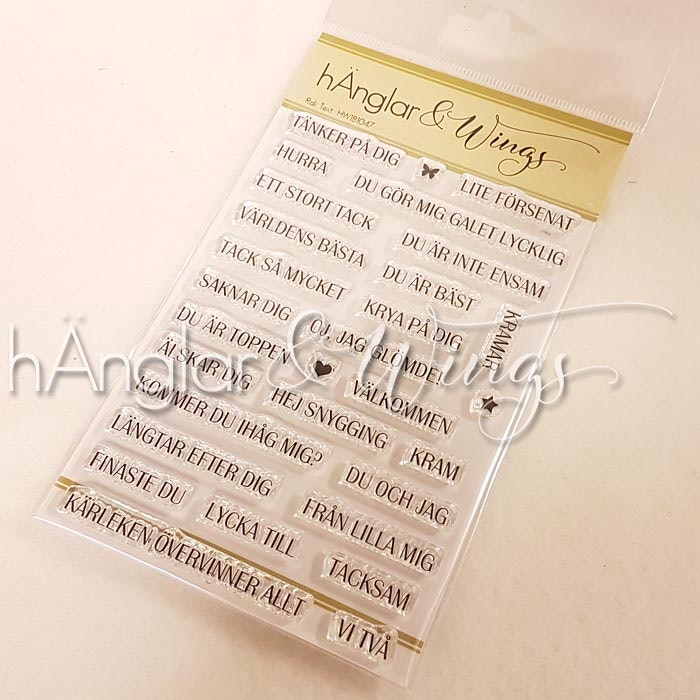 hÄnglar & Wings
Rak Text HW181047
TÄNKER PÅ DIG
LITE FÖRSENAT
HURRA
DU GÖR MIG GALET LYCKLIG
ETT STORT TACK
DU ÄR INTE ENSAM
VÄRLDENS BÄSTA
DU ÄR BÄST
TACK SÅ MYCKET
KRYA PÅ DIG
KRAMAR
SAKNAR DIG
OJ, JAG GLÖMDE!
DU ÄR TOPPEN
hÄnglar & Wings
ÄLSKAR DIG
VÄLKOMMEN
HEJ SNYGGING
KOMMER DU IHÅG MIG?
KRAM
LÄNGTAR EFTER DIG
DU OCH JAG
FINASTE DU
FRÅN LILLA MIG
LYCKA TILL
TACKSAM
KÄRLEKEN ÖVERVINNER ALLT
VI TVÅ